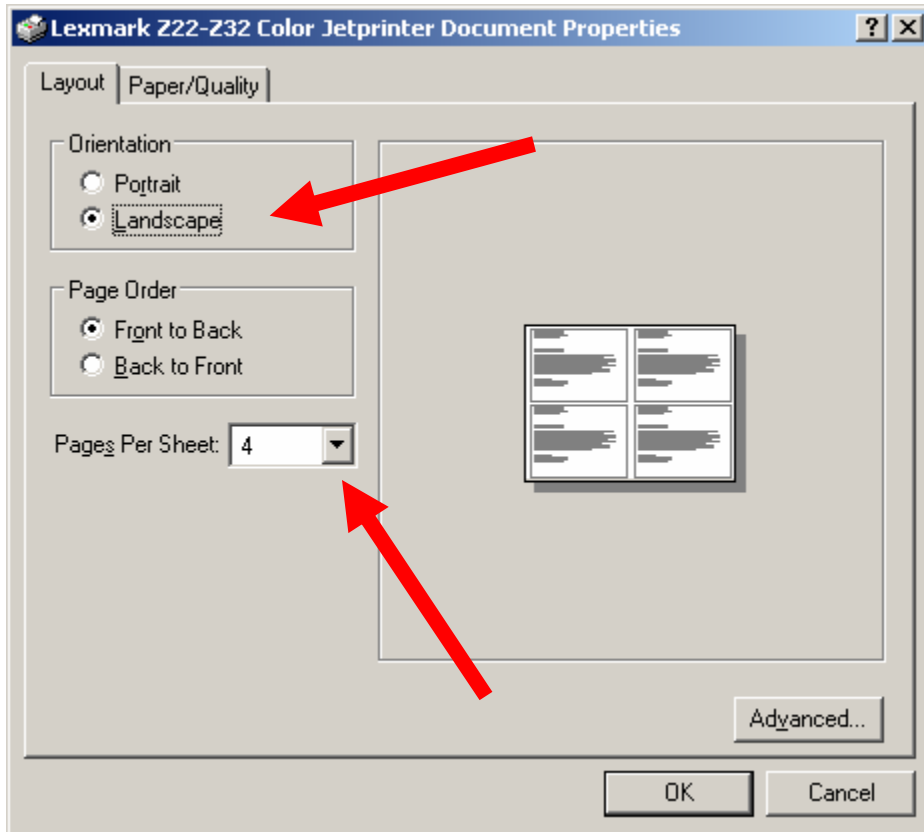 Lexmark Z22-Z32 Color Jetprinter Document Properties
Layout
Paper/Quality
Orientation
Portrait
Landscape
Page Order
Front to Back
Back to Front
Pages Per Sheet: 4
Advanced...
OK
Cancel